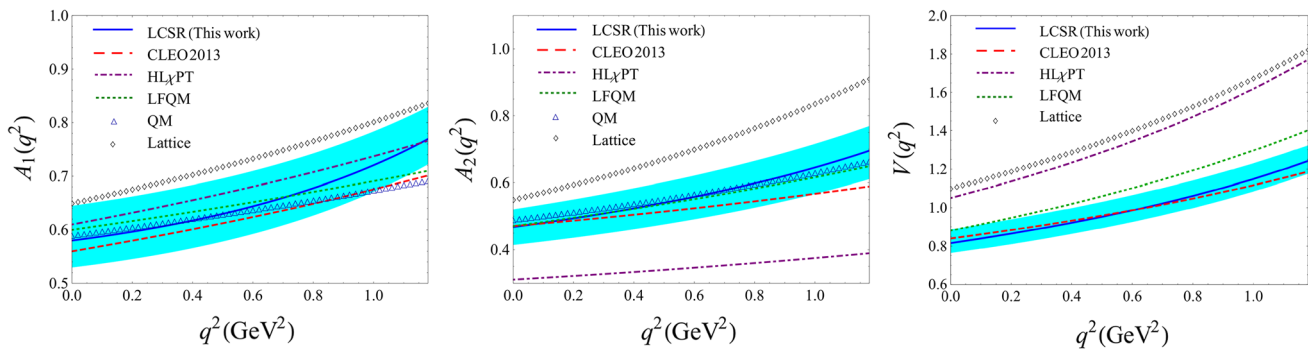 1.0
0.9
0.8
0.7
0.6
0.5
A₁(q²)
LCSR (This work)
CLEO 2013
HLχPT
LFQM
QM
Lattice
0.0 0.2 0.4 0.6 0.8 1.0
q²(GeV²)
1.0
0.8
0.6
0.4
A₂(q²)
LCSR (This work)
CLEO2013
HLχPT
LFQM
QM
Lattice
0.0 0.2 0.4 0.6 0.8 1.0
q²(GeV²)
2.0
1.8
1.6
1.4
1.2
1.0
0.8
0.6
V(q²)
LCSR (This work)
CLEO2013
HLχPT
LFQM
Lattice
0.0 0.2 0.4 0.6 0.8 1.0
q²(GeV²)